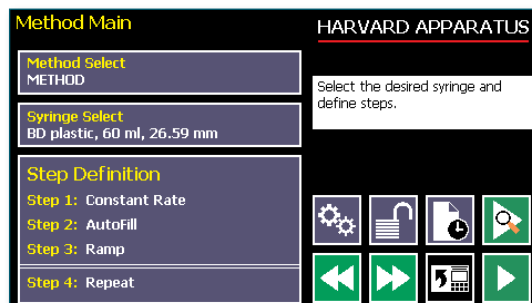 Method Main
HARVARD APPARATUS
Method Select
METHOD
Select the desired syringe and
define steps.
Syringe Select
BD plastic, 60 ml, 26.59 mm
Step Definition
Step 1: Constant Rate
Step 2: AutoFill
Step 3: Ramp
Step 4: Repeat